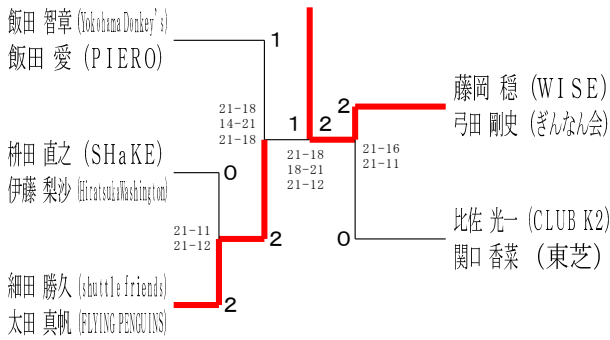 飯田 智章 (Yokohama Donkey's)
飯田 愛 (PIERO)
1
21-18
14-21
21-18
枡田 直之 (SHaKE)
伊藤 梨沙 (HiratsukaWashington)
0
21-11
21-12
2
細田 勝久 (shuttle friends)
太田 真帆 (FLYING PENGUINS)
2
1
2
21-18
18-21
21-12
2
藤岡 穏 (WISE)
弓田 剛史 (ぎんなん会)
21-16
21-11
0
比佐 光一 (CLUB K2)
関口 香菜 (東芝)